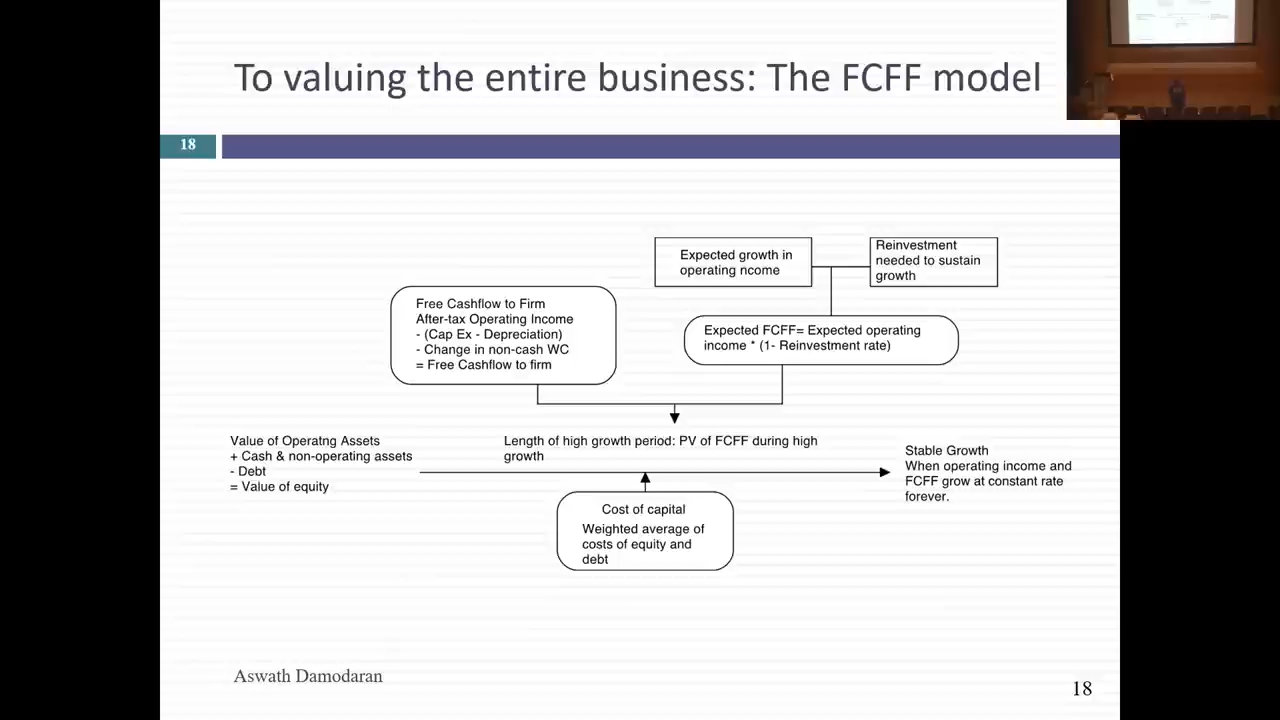 To valuing the entire business: The FCFF model
18
Expected growth in
operating ncome
Reinvestment
needed to sustain
growth
Free Cashflow to Firm
After-tax Operating Income
- (Cap Ex - Depreciation)
- Change in non-cash WC
= Free Cashflow to firm
Expected FCFF= Expected operating
income * (1- Reinvestment rate)
Value of Operatng Assets
+ Cash & non-operating assets
- Debt
= Value of equity
Length of high growth period: PV of FCFF during high
growth
Stable Growth
When operating income and
FCFF grow at constant rate
forever.
Cost of capital
Weighted average of
costs of equity and
debt
Aswath Damodaran
18